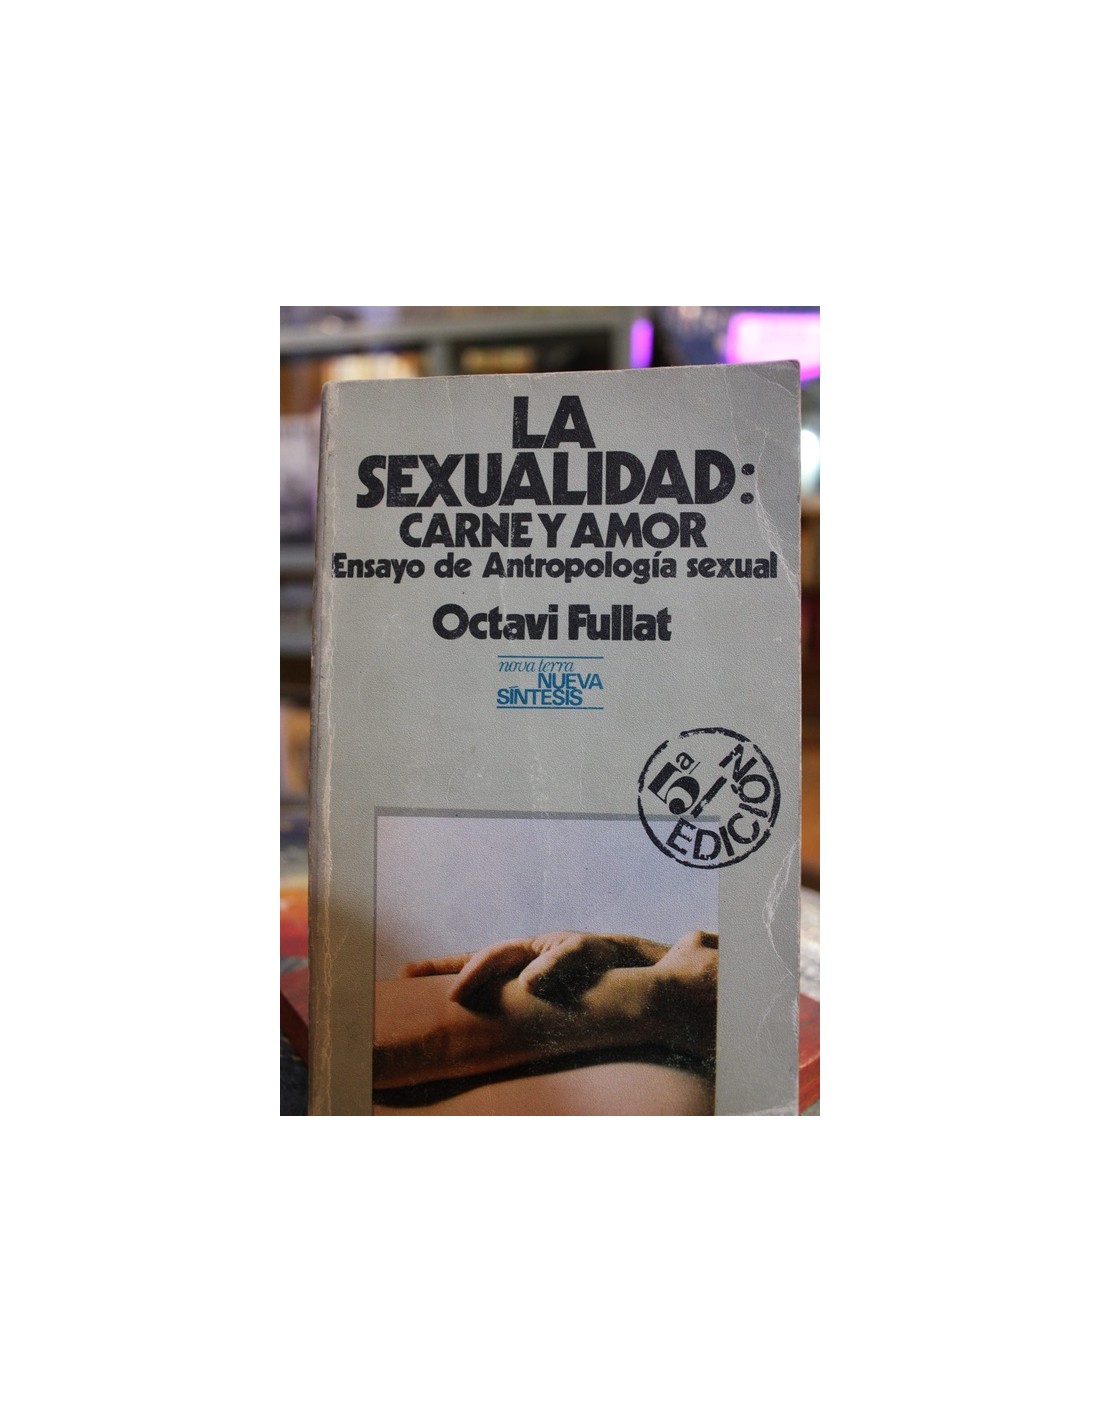 LA
SEXUALIDAD:
CARNE Y AMOR
Ensayo de Antropología sexual
Octavi Fullat
nova terra
NUEVA
SÍNTESIS
5ª
EDICIÓN